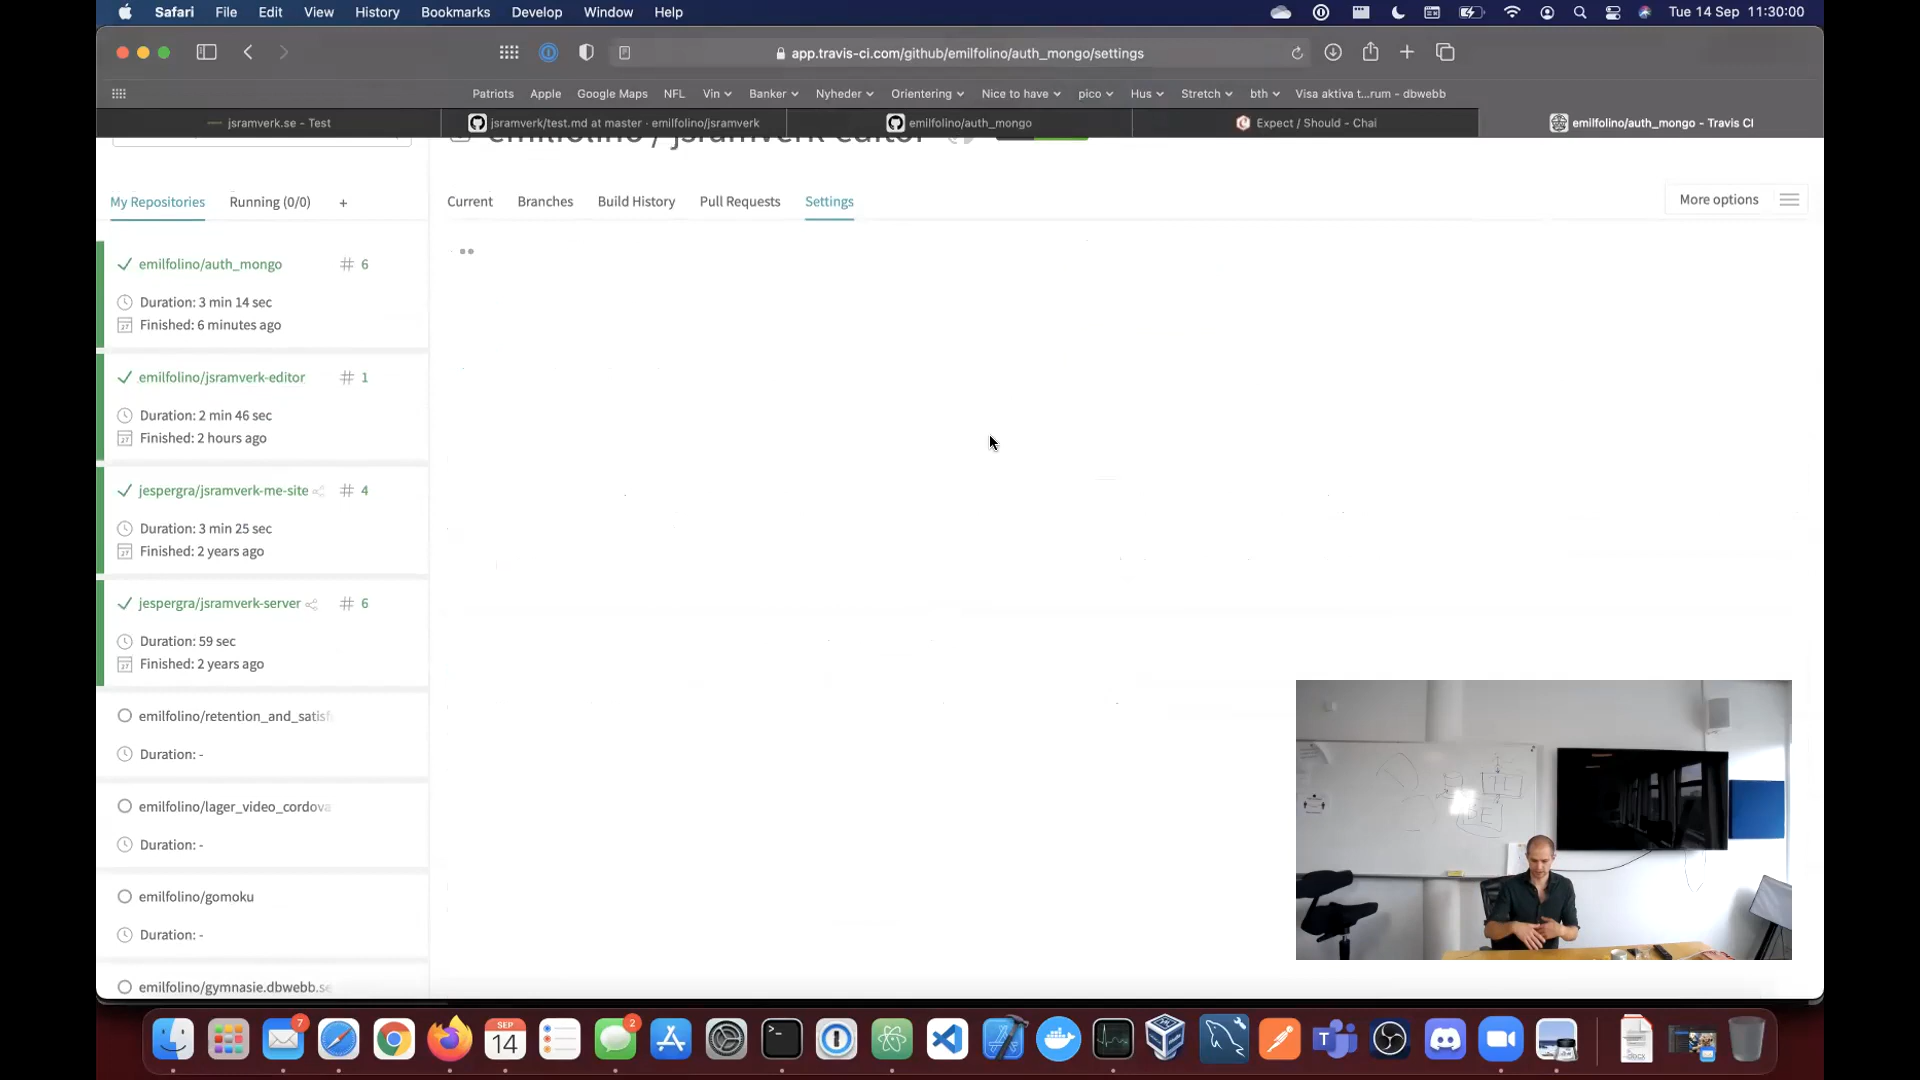 Safari File Edit View History Bookmarks Develop Window Help Tue 14 Sep 11:30:00
app.travis-ci.com/github/emilfolino/auth_mongo/settings
Patriots Apple Google Maps NFL Vin Banker Nyheder Orientering Nice to have pico Hus Stretch bth Visa aktiva t...rum - dbwebb
jsramverk.se - Test jsramverk/test.md at master · emilfolino/jsramverk emilfolino/auth_mongo Expect / Should - Chai emilfolino/auth_mongo - Travis CI
emilfolino / jsramverk-editor
My Repositories Running (0/0) +
Current Branches Build History Pull Requests Settings More options
emilfolino/auth_mongo # 6
Duration: 3 min 14 sec
Finished: 6 minutes ago
emilfolino/jsramverk-editor # 1
Duration: 2 min 46 sec
Finished: 2 hours ago
jespergra/jsramverk-me-site # 4
Duration: 3 min 25 sec
Finished: 2 years ago
jespergra/jsramverk-server # 6
Duration: 59 sec
Finished: 2 years ago
emilfolino/retention_and_satisf
Duration: -
emilfolino/lager_video_cordova
Duration: -
emilfolino/gomoku
Duration: -
emilfolino/gymnasie.dbwebb.se
7
SEP
14
2